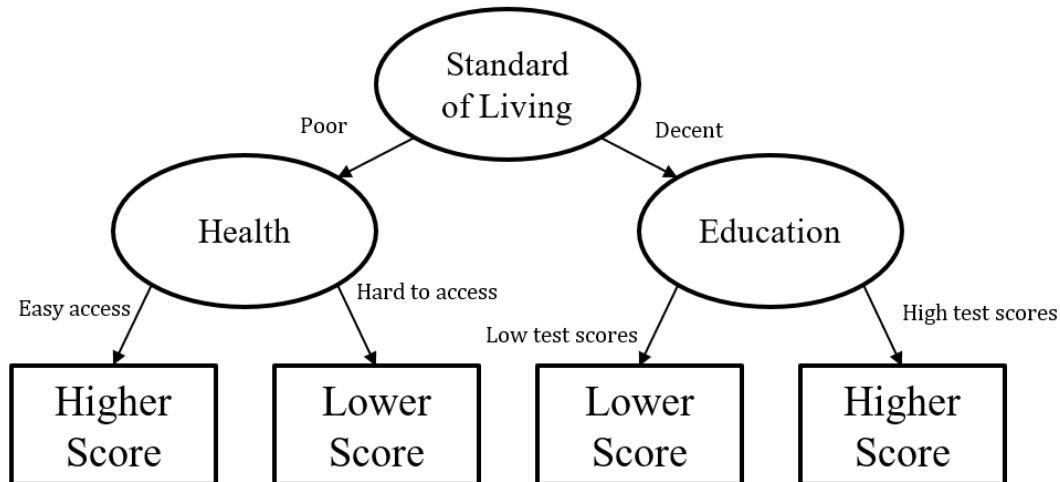 Standard
of Living
Poor
Decent
Health
Education
Easy access
Hard to access
Low test scores
High test scores
Higher
Score
Lower
Score
Lower
Score
Higher
Score